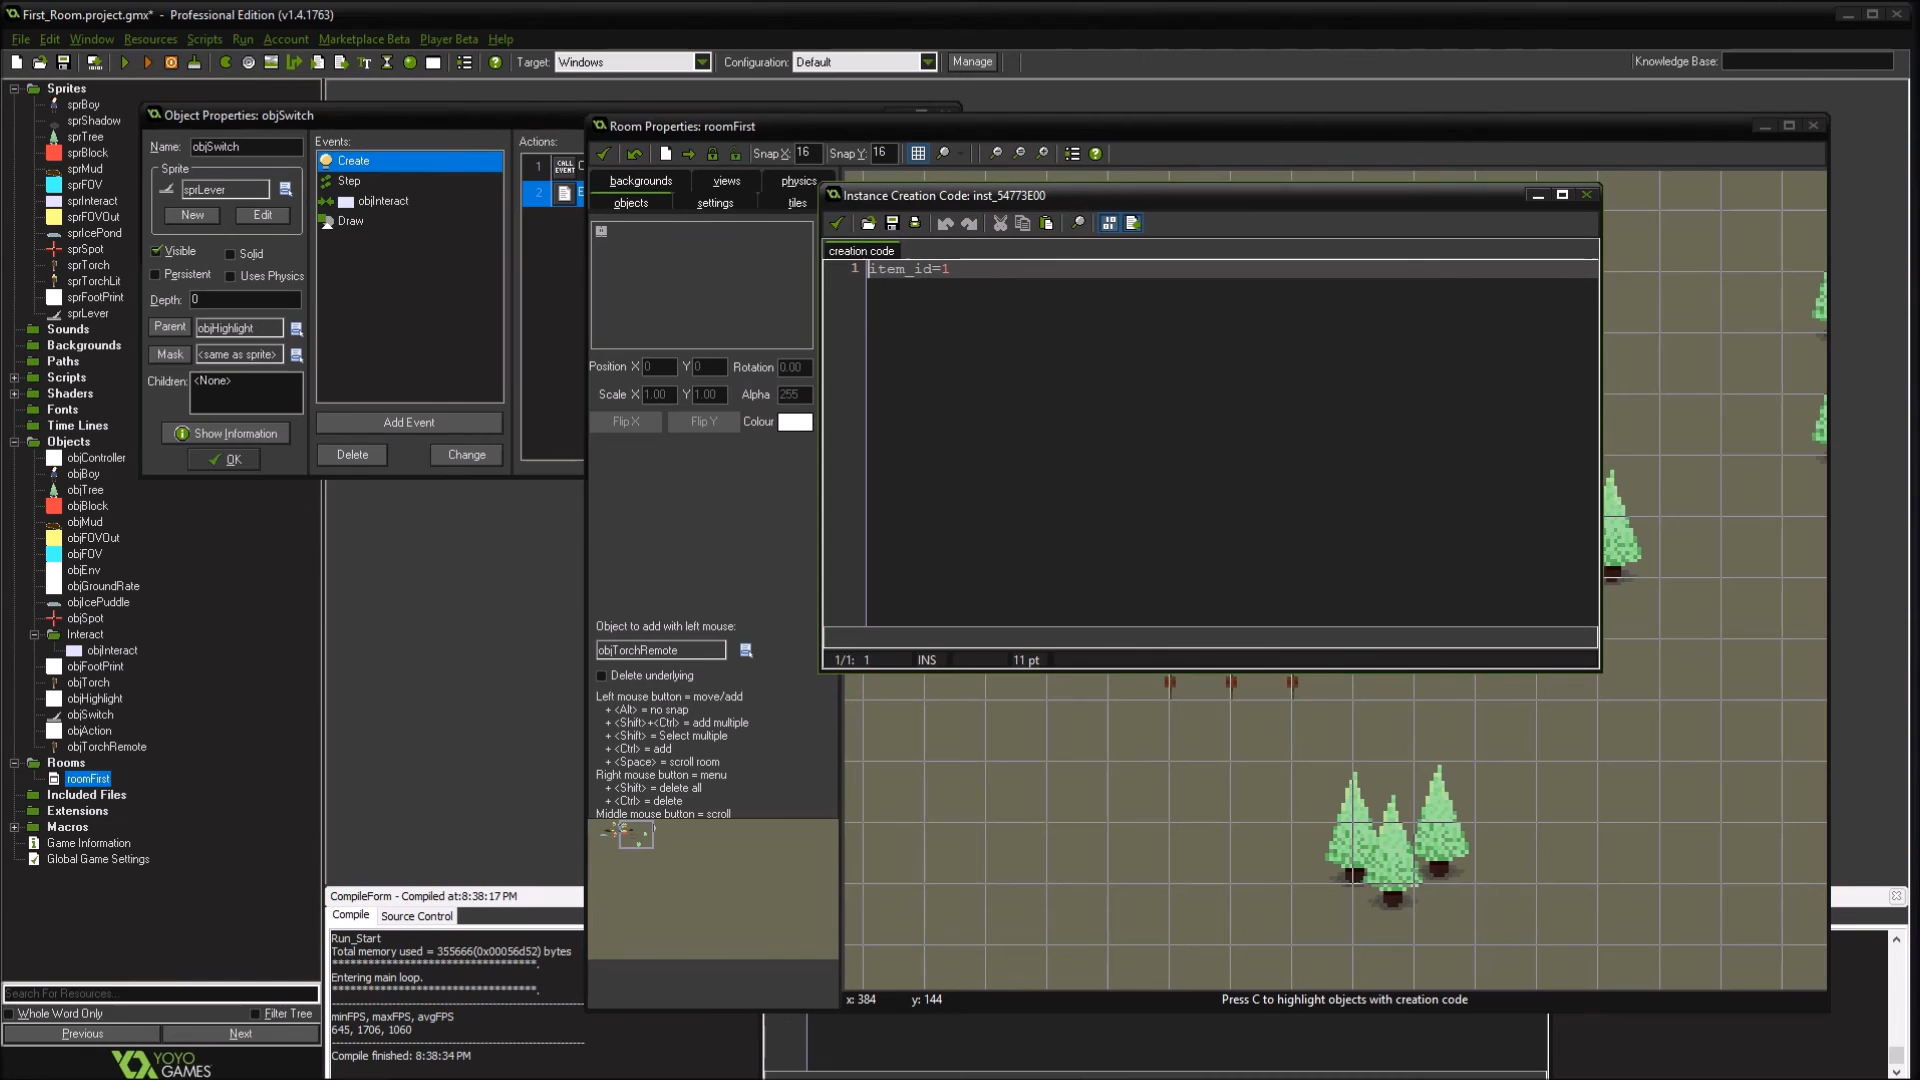 First_Room.project.gmx* - Professional Edition (v1.4.1763)
File Edit Window Resources Scripts Run Account Marketplace Beta Player Beta Help
Target: Windows Configuration: Default Manage Knowledge Base:
Sprites
sprBoy
sprShadow
sprTree
sprBlock
sprMud
sprFOV
sprInteract
sprFOVOut
sprIcePond
sprSpot
sprTorch
sprTorchLit
sprFootPrint
sprLever
Sounds
Backgrounds
Paths
Scripts
Shaders
Fonts
Time Lines
Objects
objController
objBoy
objTree
objBlock
objMud
objFOVOut
objFOV
objEnv
objGroundRate
objIcePuddle
objSpot
Interact
objInteract
objFootPrint
objTorch
objHighlight
objSwitch
objAction
objTorchRemote
Rooms
roomFirst
Included Files
Extensions
Macros
Game Information
Global Game Settings
Search For Resources...
Whole Word Only Filter Tree
Previous Next
YOYO
GAMES
Object Properties: objSwitch
Name: objSwitch
Sprite
sprLever
New Edit
Visible Solid
Persistent Uses Physics
Depth: 0
Parent objHighlight
Mask <same as sprite>
Children: <None>
Show Information
OK
Events:
Create
Step
objInteract
Draw
Add Event
Delete Change
Actions:
1 CALL EVENT
2
Room Properties: roomFirst
Snap X: 16 Snap Y: 16
backgrounds views physics
objects settings tiles
Position X 0 Y 0 Rotation 0.00
Scale X 1.00 Y 1.00 Alpha 255
Flip X Flip Y Colour
Object to add with left mouse:
objTorchRemote
Delete underlying
Left mouse button = move/add
+ <Alt> = no snap
+ <Shift>+<Ctrl> = add multiple
+ <Shift> = Select multiple
+ <Ctrl> = add
+ <Space> = scroll room
Right mouse button = menu
+ <Shift> = delete all
+ <Ctrl> = delete
Middle mouse button = scroll
Instance Creation Code: inst_54773E00
creation code
1 item_id=1
1/1: 1 INS 11 pt
x: 384 y: 144 Press C to highlight objects with creation code
CompileForm - Compiled at:8:38:17 PM
Compile Source Control
Run_Start
Total memory used = 355666(0x00056d52) bytes
***********************************.
Entering main loop.
***********************************.
minFPS, maxFPS, avgFPS
645, 1706, 1060
Compile finished: 8:38:34 PM